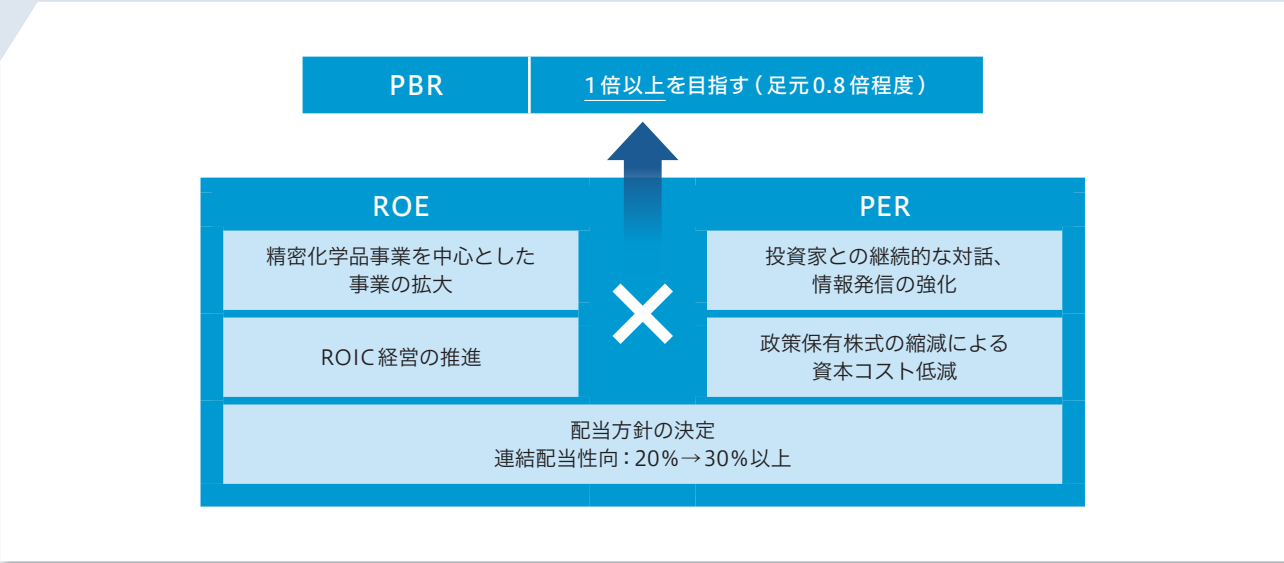 PBR
1倍以上を目指す（足元0.8倍程度）
ROE
PER
精密化学品事業を中心とした
事業の拡大
投資家との継続的な対話、
情報発信の強化
×
ROIC経営の推進
政策保有株式の縮減による
資本コスト低減
配当方針の決定
連結配当性向：20%→30%以上